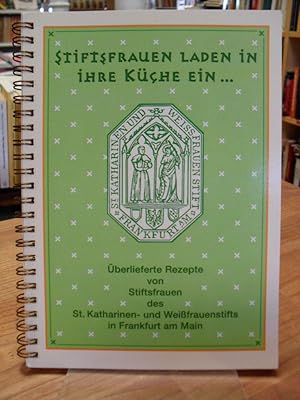 Stiftsfrauen laden in
ihre Küche ein...
ST. KATHARINEN UND WEISSFRAUENSTIFT
FRANKFURT AM
Überlieferte Rezepte
von
Stiftsfrauen
des
St. Katharinen- und Weißfrauenstifts
in Frankfurt am Main